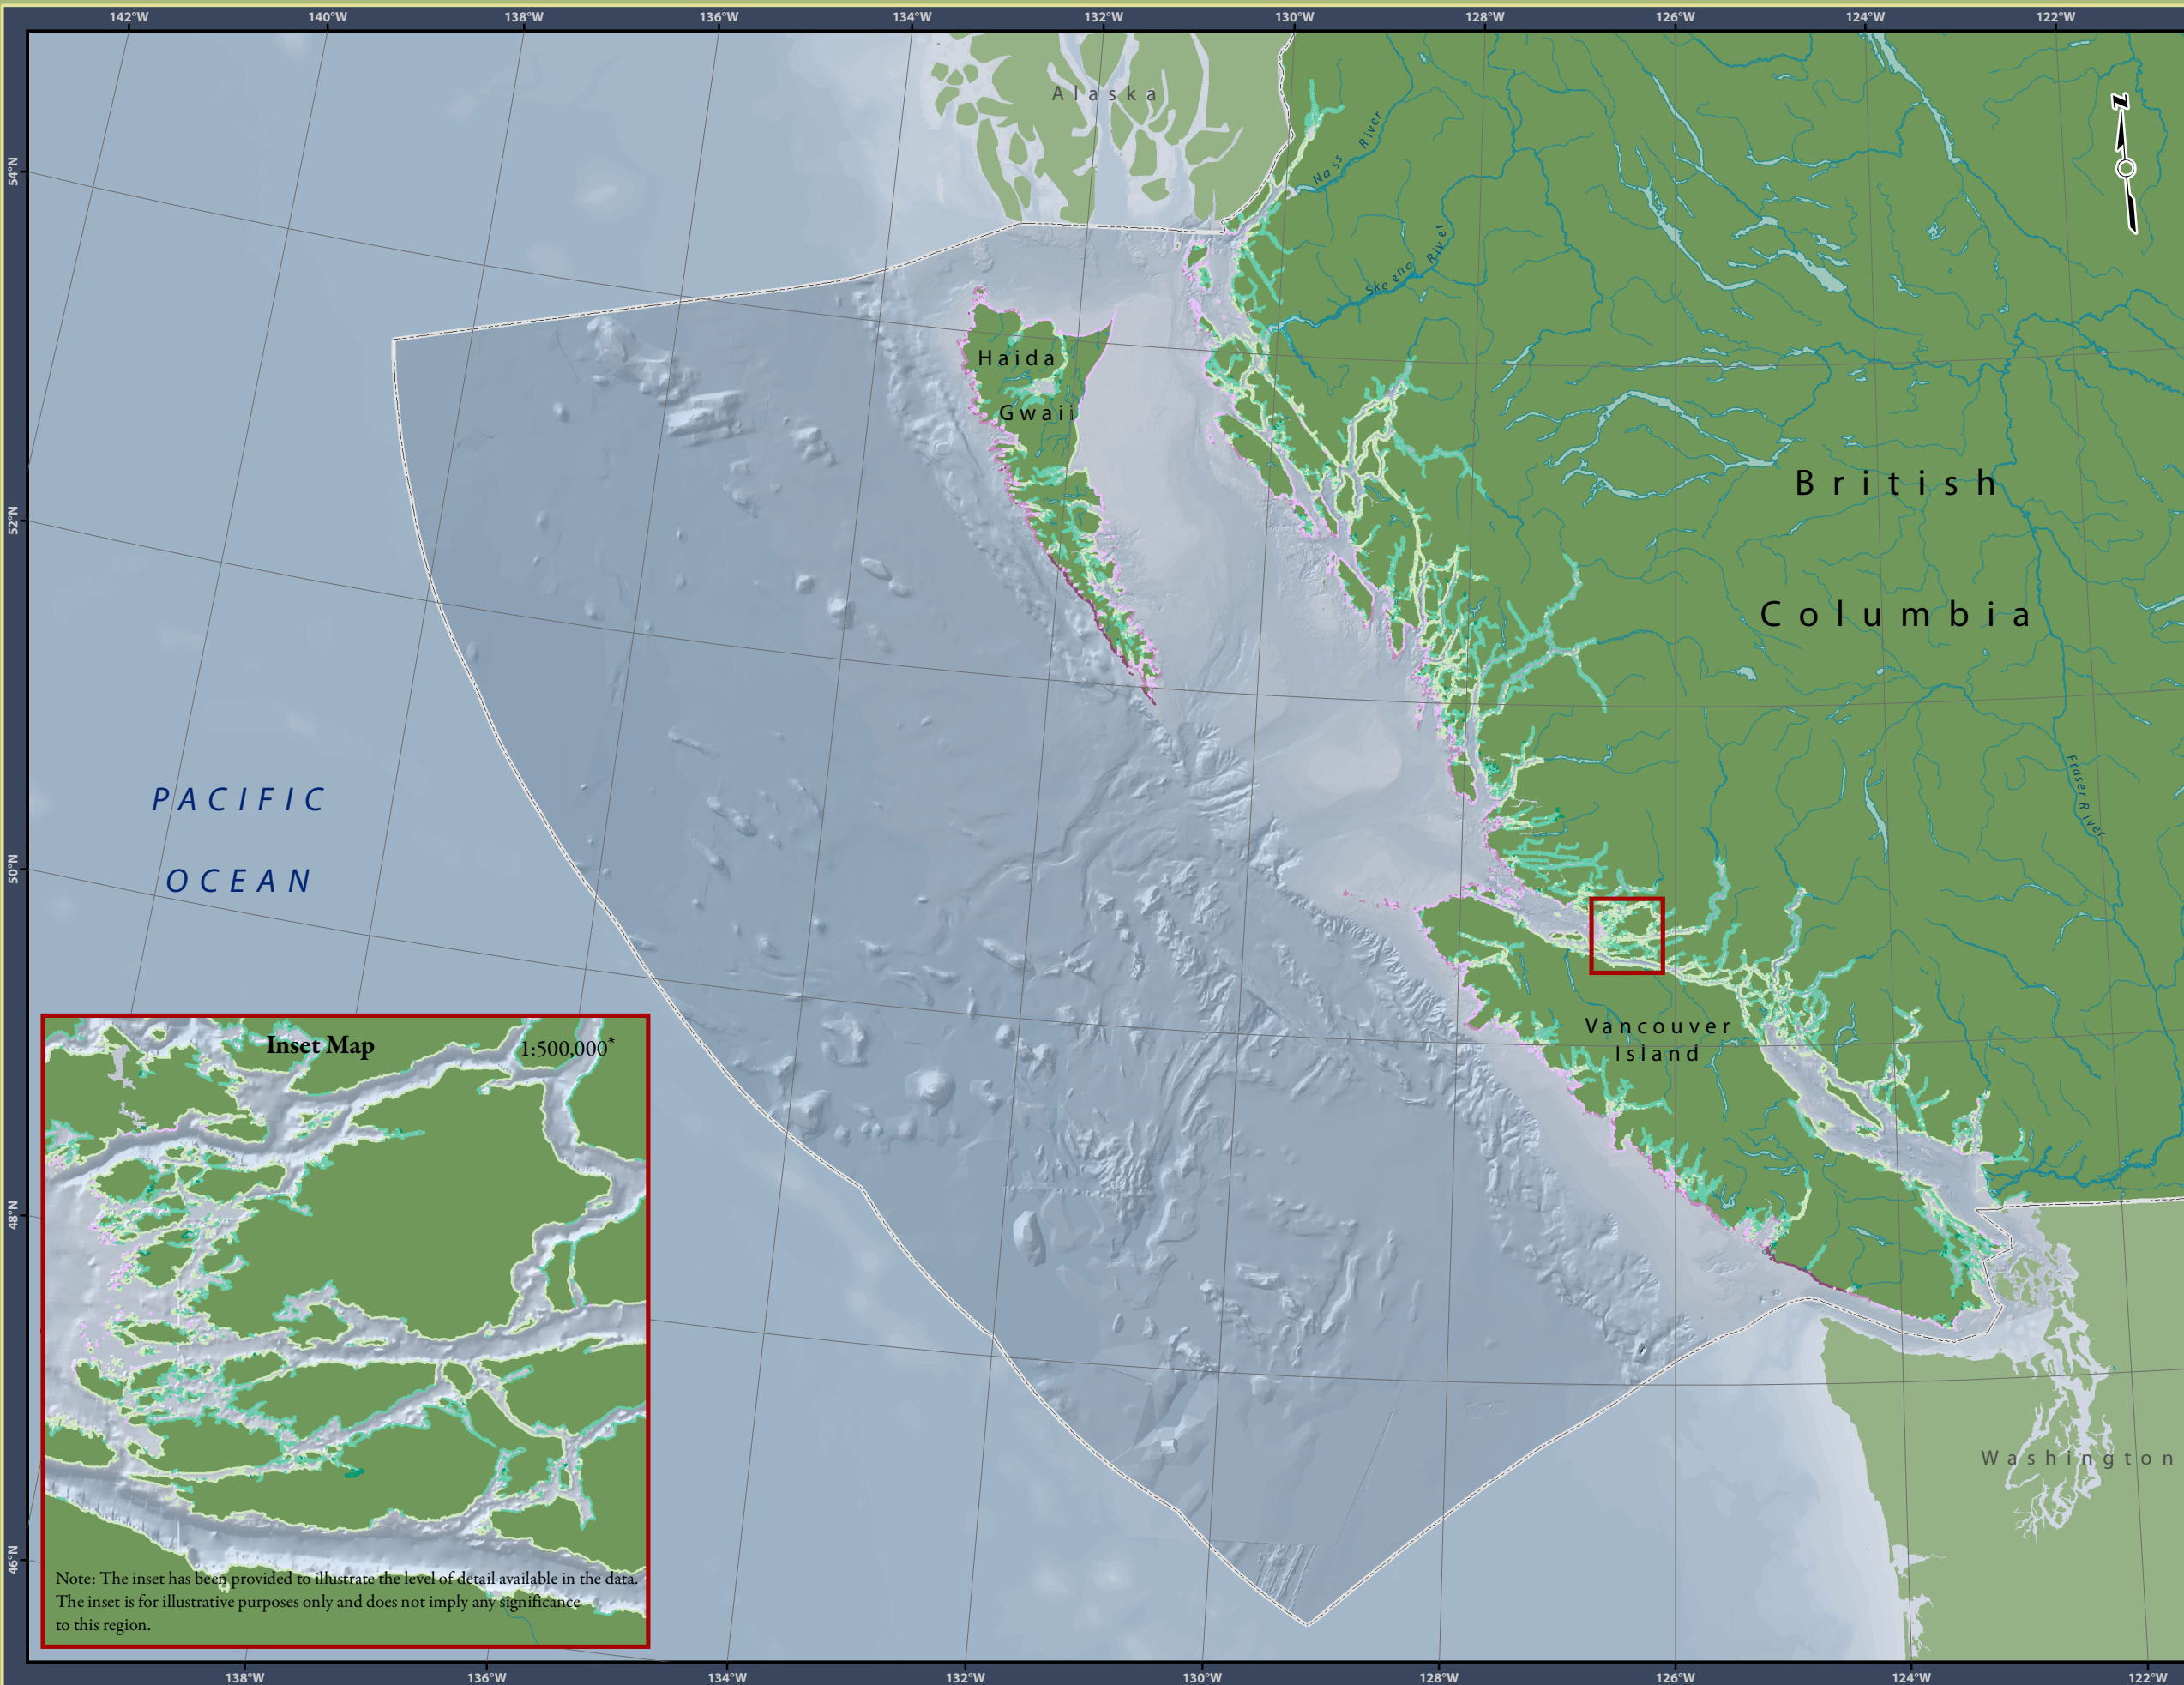 142°W 140°W 138°W 136°W 134°W 132°W 130°W 128°W 126°W 124°W 122°W
54°N
52°N
50°N
48°N
46°N
Alaska
N
Nass River
Skeena River
Haida
Gwaii
British
Columbia
Fraser River
PACIFIC
OCEAN
Vancouver
Island
Washington
Inset Map 1:500,000*
Note: The inset has been provided to illustrate the level of detail available in the data.
The inset is for illustrative purposes only and does not imply any significance
to this region.
138°W 136°W 134°W 132°W 130°W 128°W 126°W 124°W 122°W